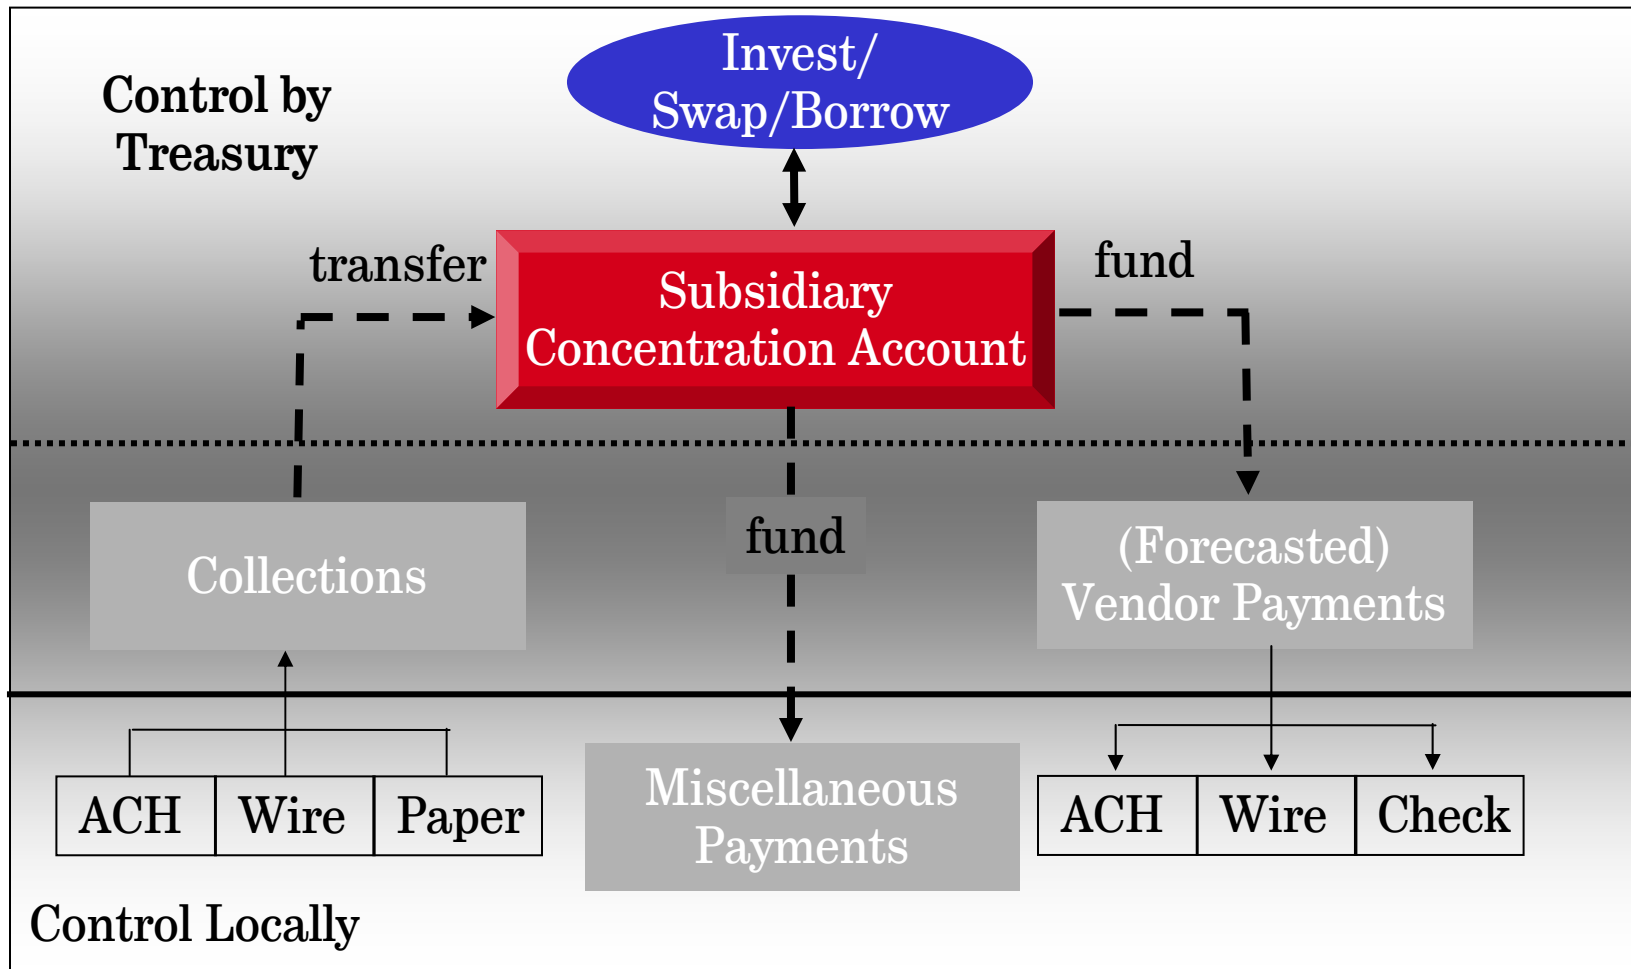 Invest/
Swap/Borrow
Control by
Treasury
transfer
fund
Subsidiary
Concentration Account
fund
Collections
(Forecasted)
Vendor Payments
ACH
Wire
Paper
Miscellaneous
Payments
ACH
Wire
Check
Control Locally